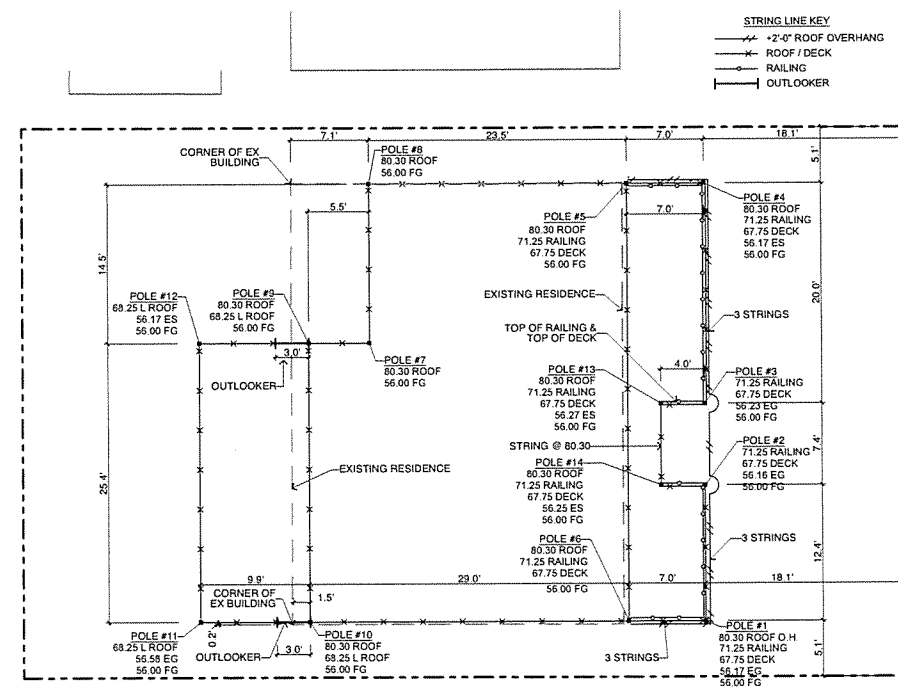 STRING LINE KEY
+2'-0" ROOF OVERHANG
ROOF / DECK
RAILING
OUTLOOKER
7.1'
23.5'
7.0'
18.1'
5.1'
CORNER OF EX
BUILDING
POLE #8
80.30 ROOF
56.00 FG
5.5'
7.0'
POLE #5
80.30 ROOF
71.25 RAILING
67.75 DECK
56.00 FG
POLE #4
80.30 ROOF
71.25 RAILING
67.75 DECK
56.17 ES
56.00 FG
14.5'
20.0'
POLE #12
68.25 L ROOF
56.17 ES
56.00 FG
POLE #9
80.30 ROOF
68.25 L ROOF
56.00 FG
EXISTING RESIDENCE
3 STRINGS
TOP OF RAILING &
TOP OF DECK
3.0'
OUTLOOKER
POLE #7
80.30 ROOF
56.00 FG
4.0'
POLE #13
80.30 ROOF
71.25 RAILING
67.75 DECK
56.27 ES
56.00 FG
POLE #3
71.25 RAILING
67.75 DECK
56.23 EG
56.00 FG
STRING @ 80.30
7.4'
POLE #2
71.25 RAILING
67.75 DECK
56.16 EG
56.00 FG
EXISTING RESIDENCE
POLE #14
80.30 ROOF
71.25 RAILING
67.75 DECK
56.25 ES
56.00 FG
25.4'
3 STRINGS
12.4'
POLE #6
80.30 ROOF
71.25 RAILING
67.75 DECK
56.00 FG
9.9'
29.0'
7.0'
18.1'
CORNER OF
EX BUILDING
1.5'
POLE #11
68.25 L ROOF
56.58 EG
56.00 FG
0.2'
OUTLOOKER
3.0'
POLE #10
80.30 ROOF
68.25 L ROOF
56.00 FG
3 STRINGS
POLE #1
80.30 ROOF O.H.
71.25 RAILING
67.75 DECK
56.17 EG
56.00 FG
5.1'